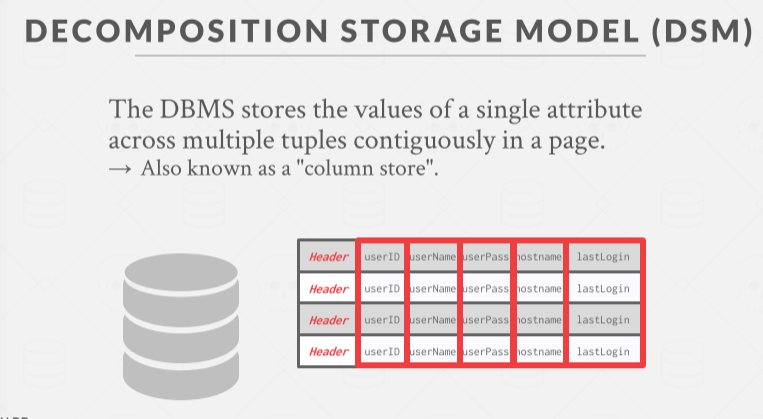 DECOMPOSITION STORAGE MODEL (DSM)
The DBMS stores the values of a single attribute
across multiple tuples contiguously in a page.
→ Also known as a "column store".
Header userID userName userPass hostname lastLogin
Header userID userName userPass hostname lastLogin
Header userID userName userPass hostname lastLogin
Header userID userName userPass hostname lastLogin